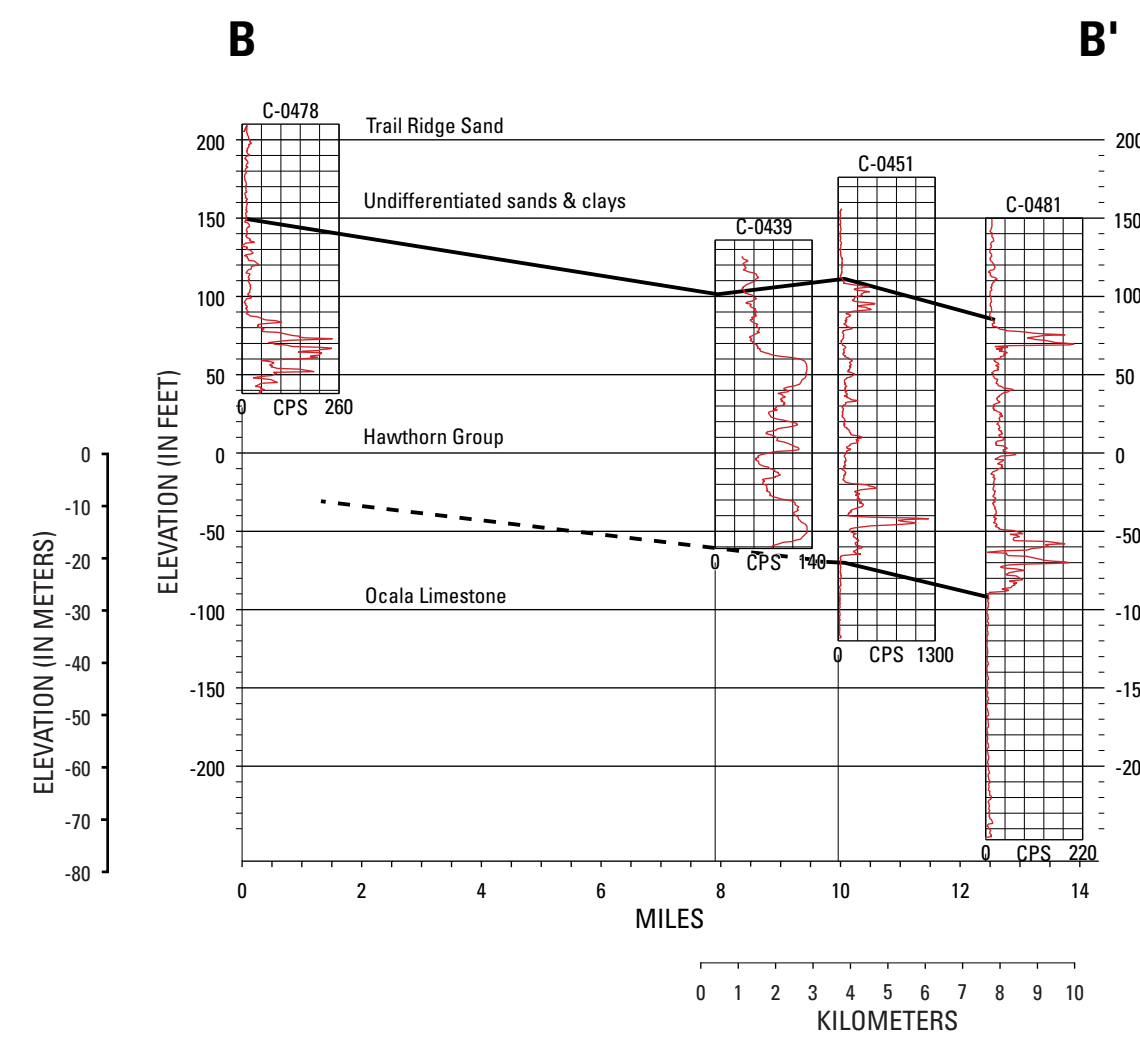 B
B'
C-0478
Trail Ridge Sand
C-0451
Undifferentiated sands & clays
C-0481
C-0439
200
150
100
50
0
-50
-100
-150
-200
200
150
100
50
0
-50
-10
-15
-20
0 CPS 260
Hawthorn Group
0 CPS 140
Ocala Limestone
0 CPS 1300
0 CPS 220
ELEVATION (IN FEET)
ELEVATION (IN METERS)
0
-10
-20
-30
-40
-50
-60
-70
-80
0 2 4 6 8 10 12 14
MILES
0 1 2 3 4 5 6 7 8 9 10
KILOMETERS